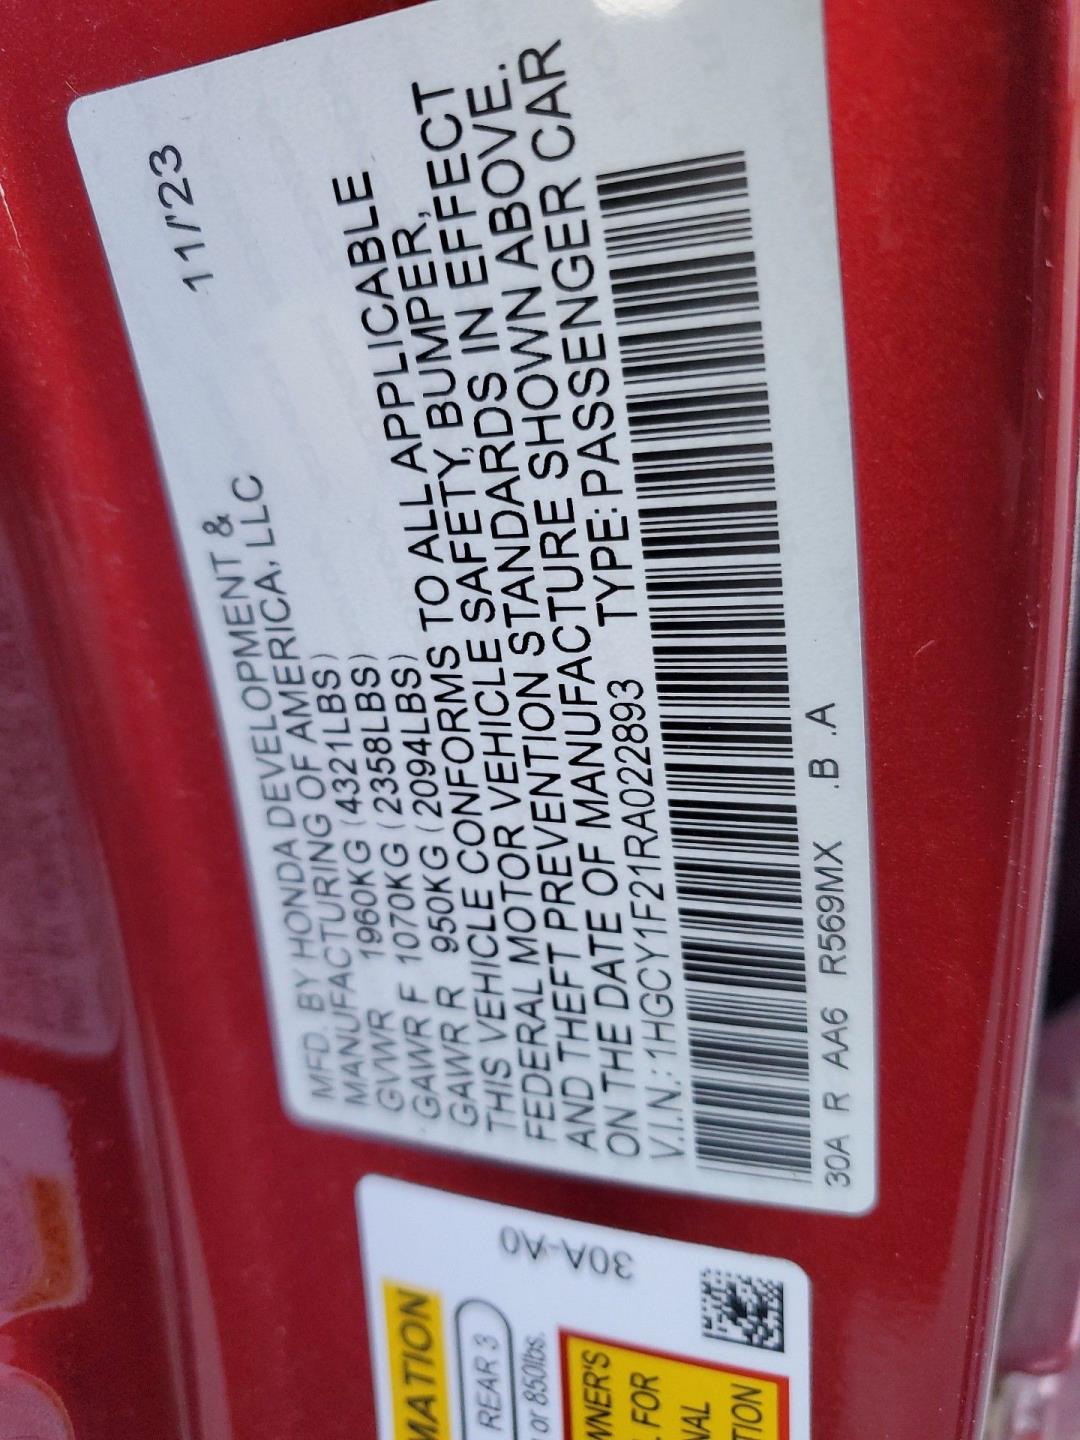 MFD. BY HONDA DEVELOPMENT &
MANUFACTURING OF AMERICA, LLC 11/'23
GVWR 1960KG (4321LBS)
GAWR F 1070KG (2358LBS)
GAWR R 950KG (2094LBS)
THIS VEHICLE CONFORMS TO ALL APPLICABLE
FEDERAL MOTOR VEHICLE SAFETY, BUMPER,
AND THEFT PREVENTION STANDARDS IN EFFECT
ON THE DATE OF MANUFACTURE SHOWN ABOVE.
V.I.N.: 1HGCY1F21RA022893 TYPE: PASSENGER CAR
30A R AA6 R569MX .B .A
30A-A0
MATION
REAR 3
or 850lbs.
WNER'S
FOR
NAL
TION